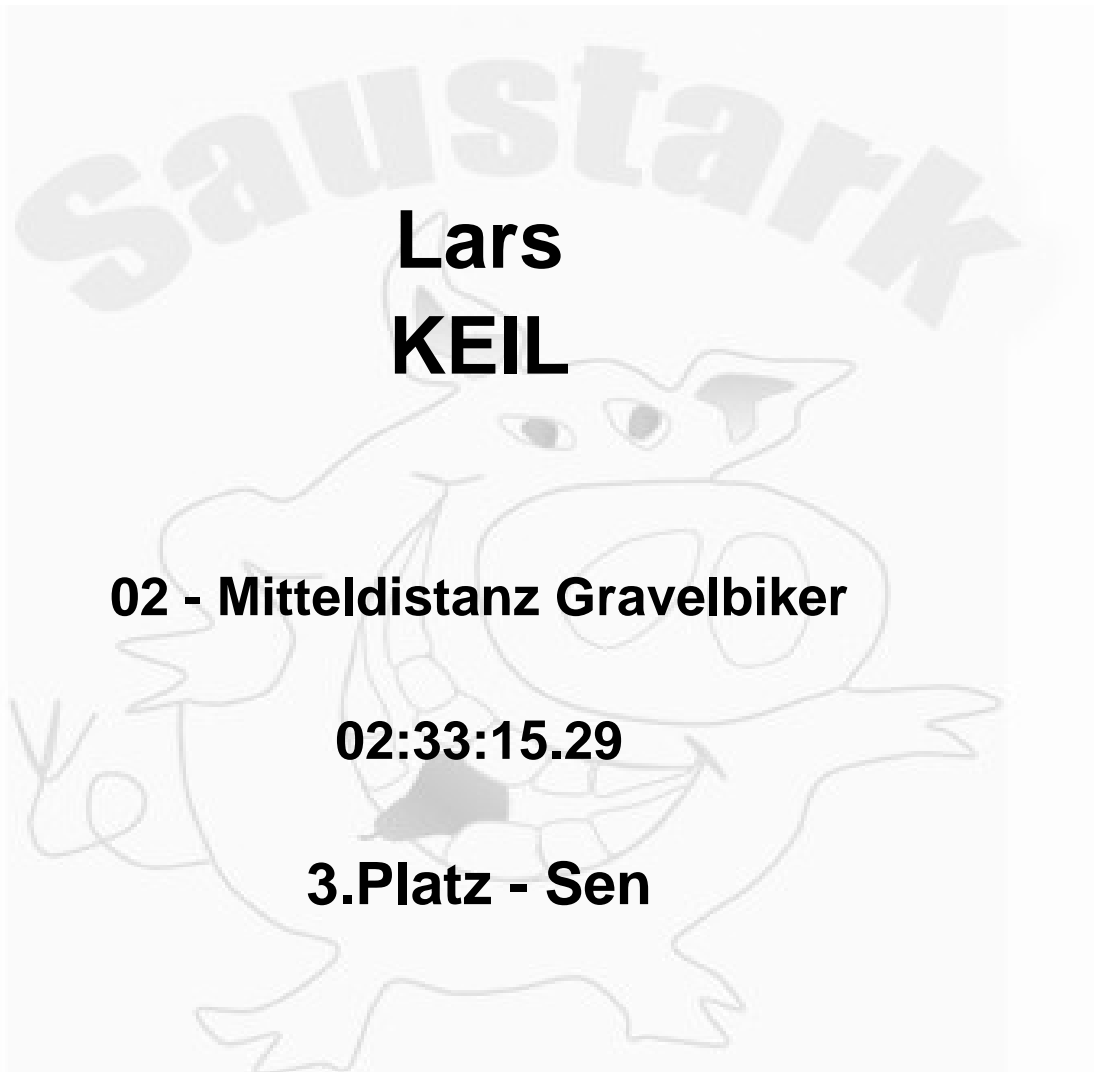 Saustark
Lars
KEIL
02 - Mitteldistanz Gravelbiker
02:33:15.29
3.Platz - Sen